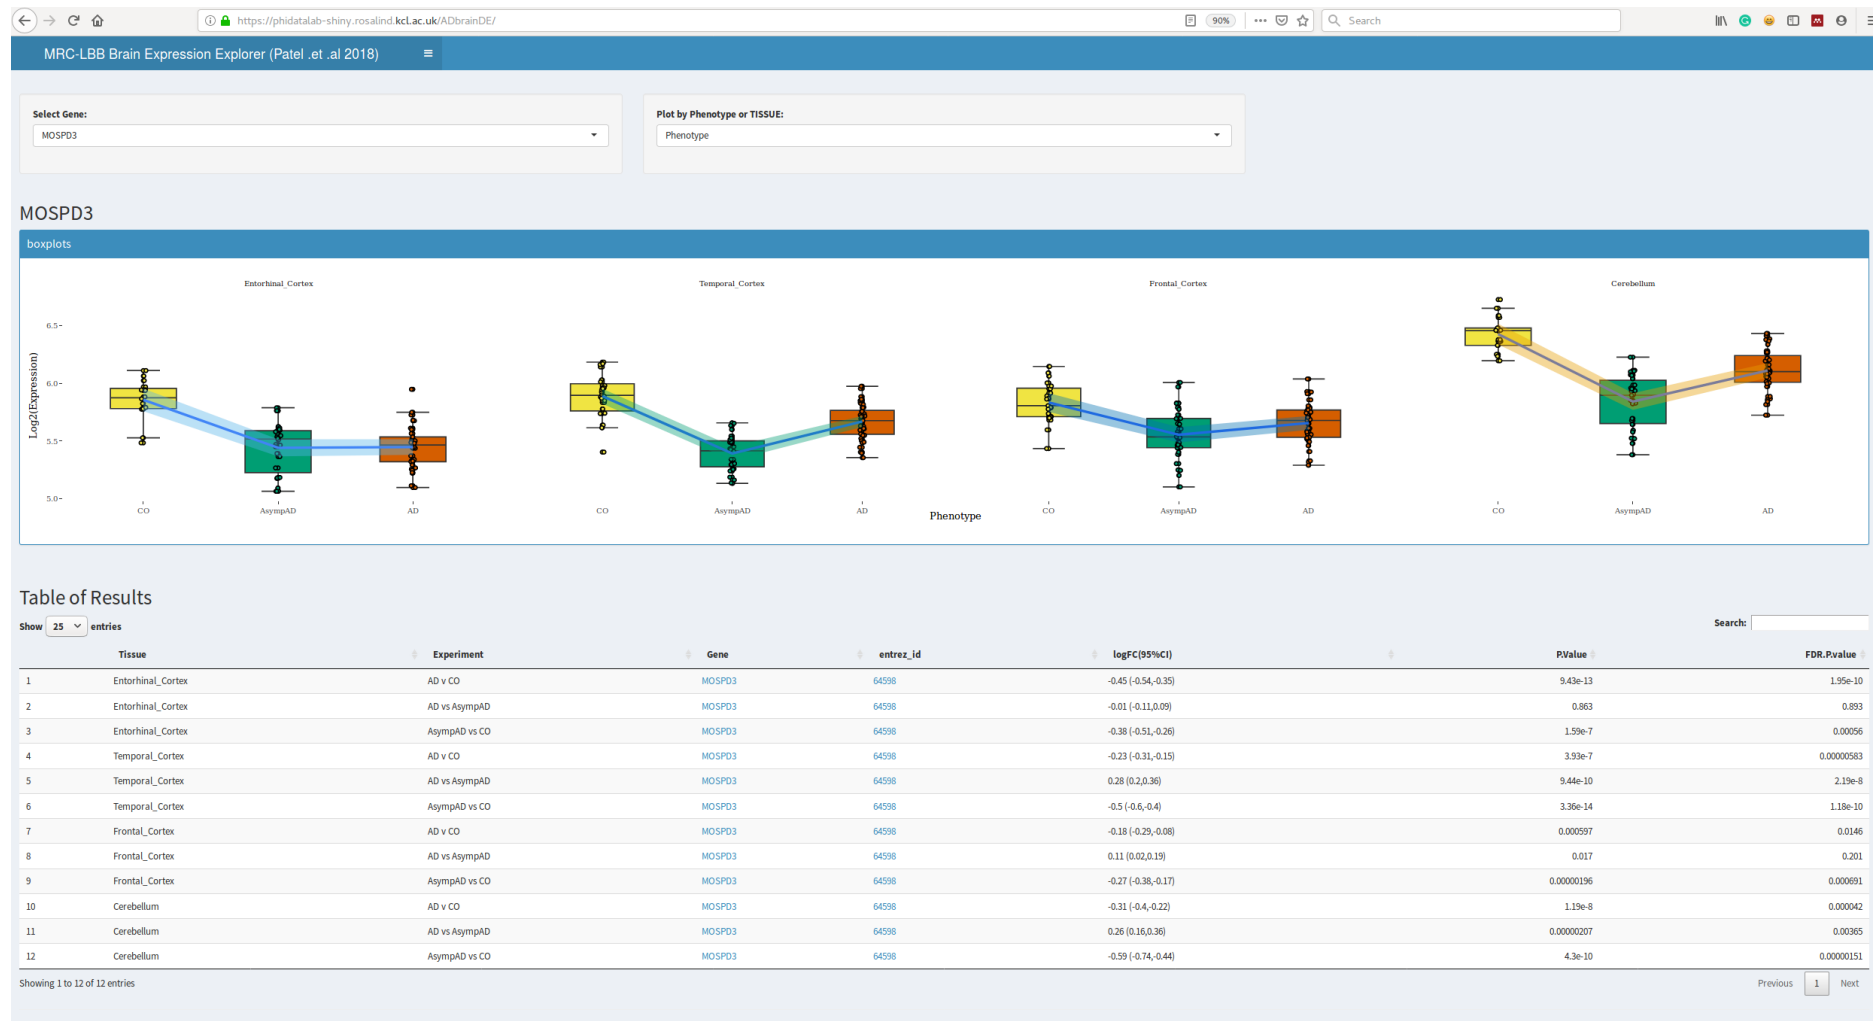 https://phidatalab-shiny.rosalind.kcl.ac.uk/ADbrainDE/ 90% Search
MRC-LBB Brain Expression Explorer (Patel .et .al 2018)
Select Gene:
MOSPD3
Plot by Phenotype or TISSUE:
Phenotype
MOSPD3
boxplots
Entorhinal_Cortex Temporal_Cortex Frontal_Cortex Cerebellum
Log2(Expression)
6.5
6.0
5.5
5.0
CO AsympAD AD CO AsympAD AD CO AsympAD AD CO AsympAD AD
Phenotype
Table of Results
Show 25 entries Search:
Tissue Experiment Gene entrez_id logFC(95%CI) P.Value FDR.P.value
1 Entorhinal_Cortex AD v CO MOSPD3 64598 -0.45 (-0.54,-0.35) 9.43e-13 1.95e-10
2 Entorhinal_Cortex AD vs AsympAD MOSPD3 64598 -0.01 (-0.11,0.09) 0.863 0.893
3 Entorhinal_Cortex AsympAD vs CO MOSPD3 64598 -0.38 (-0.51,-0.26) 1.59e-7 0.00056
4 Temporal_Cortex AD v CO MOSPD3 64598 -0.23 (-0.31,-0.15) 3.93e-7 0.00000583
5 Temporal_Cortex AD vs AsympAD MOSPD3 64598 0.28 (0.2,0.36) 9.44e-10 2.19e-8
6 Temporal_Cortex AsympAD vs CO MOSPD3 64598 -0.5 (-0.6,-0.4) 3.36e-14 1.18e-10
7 Frontal_Cortex AD v CO MOSPD3 64598 -0.18 (-0.29,-0.08) 0.000597 0.0146
8 Frontal_Cortex AD vs AsympAD MOSPD3 64598 0.11 (0.02,0.19) 0.017 0.201
9 Frontal_Cortex AsympAD vs CO MOSPD3 64598 -0.27 (-0.38,-0.17) 0.00000196 0.000691
10 Cerebellum AD v CO MOSPD3 64598 -0.31 (-0.4,-0.22) 1.19e-8 0.000042
11 Cerebellum AD vs AsympAD MOSPD3 64598 0.26 (0.16,0.36) 0.00000207 0.00365
12 Cerebellum AsympAD vs CO MOSPD3 64598 -0.59 (-0.74,-0.44) 4.3e-10 0.00000151
Showing 1 to 12 of 12 entries Previous 1 Next